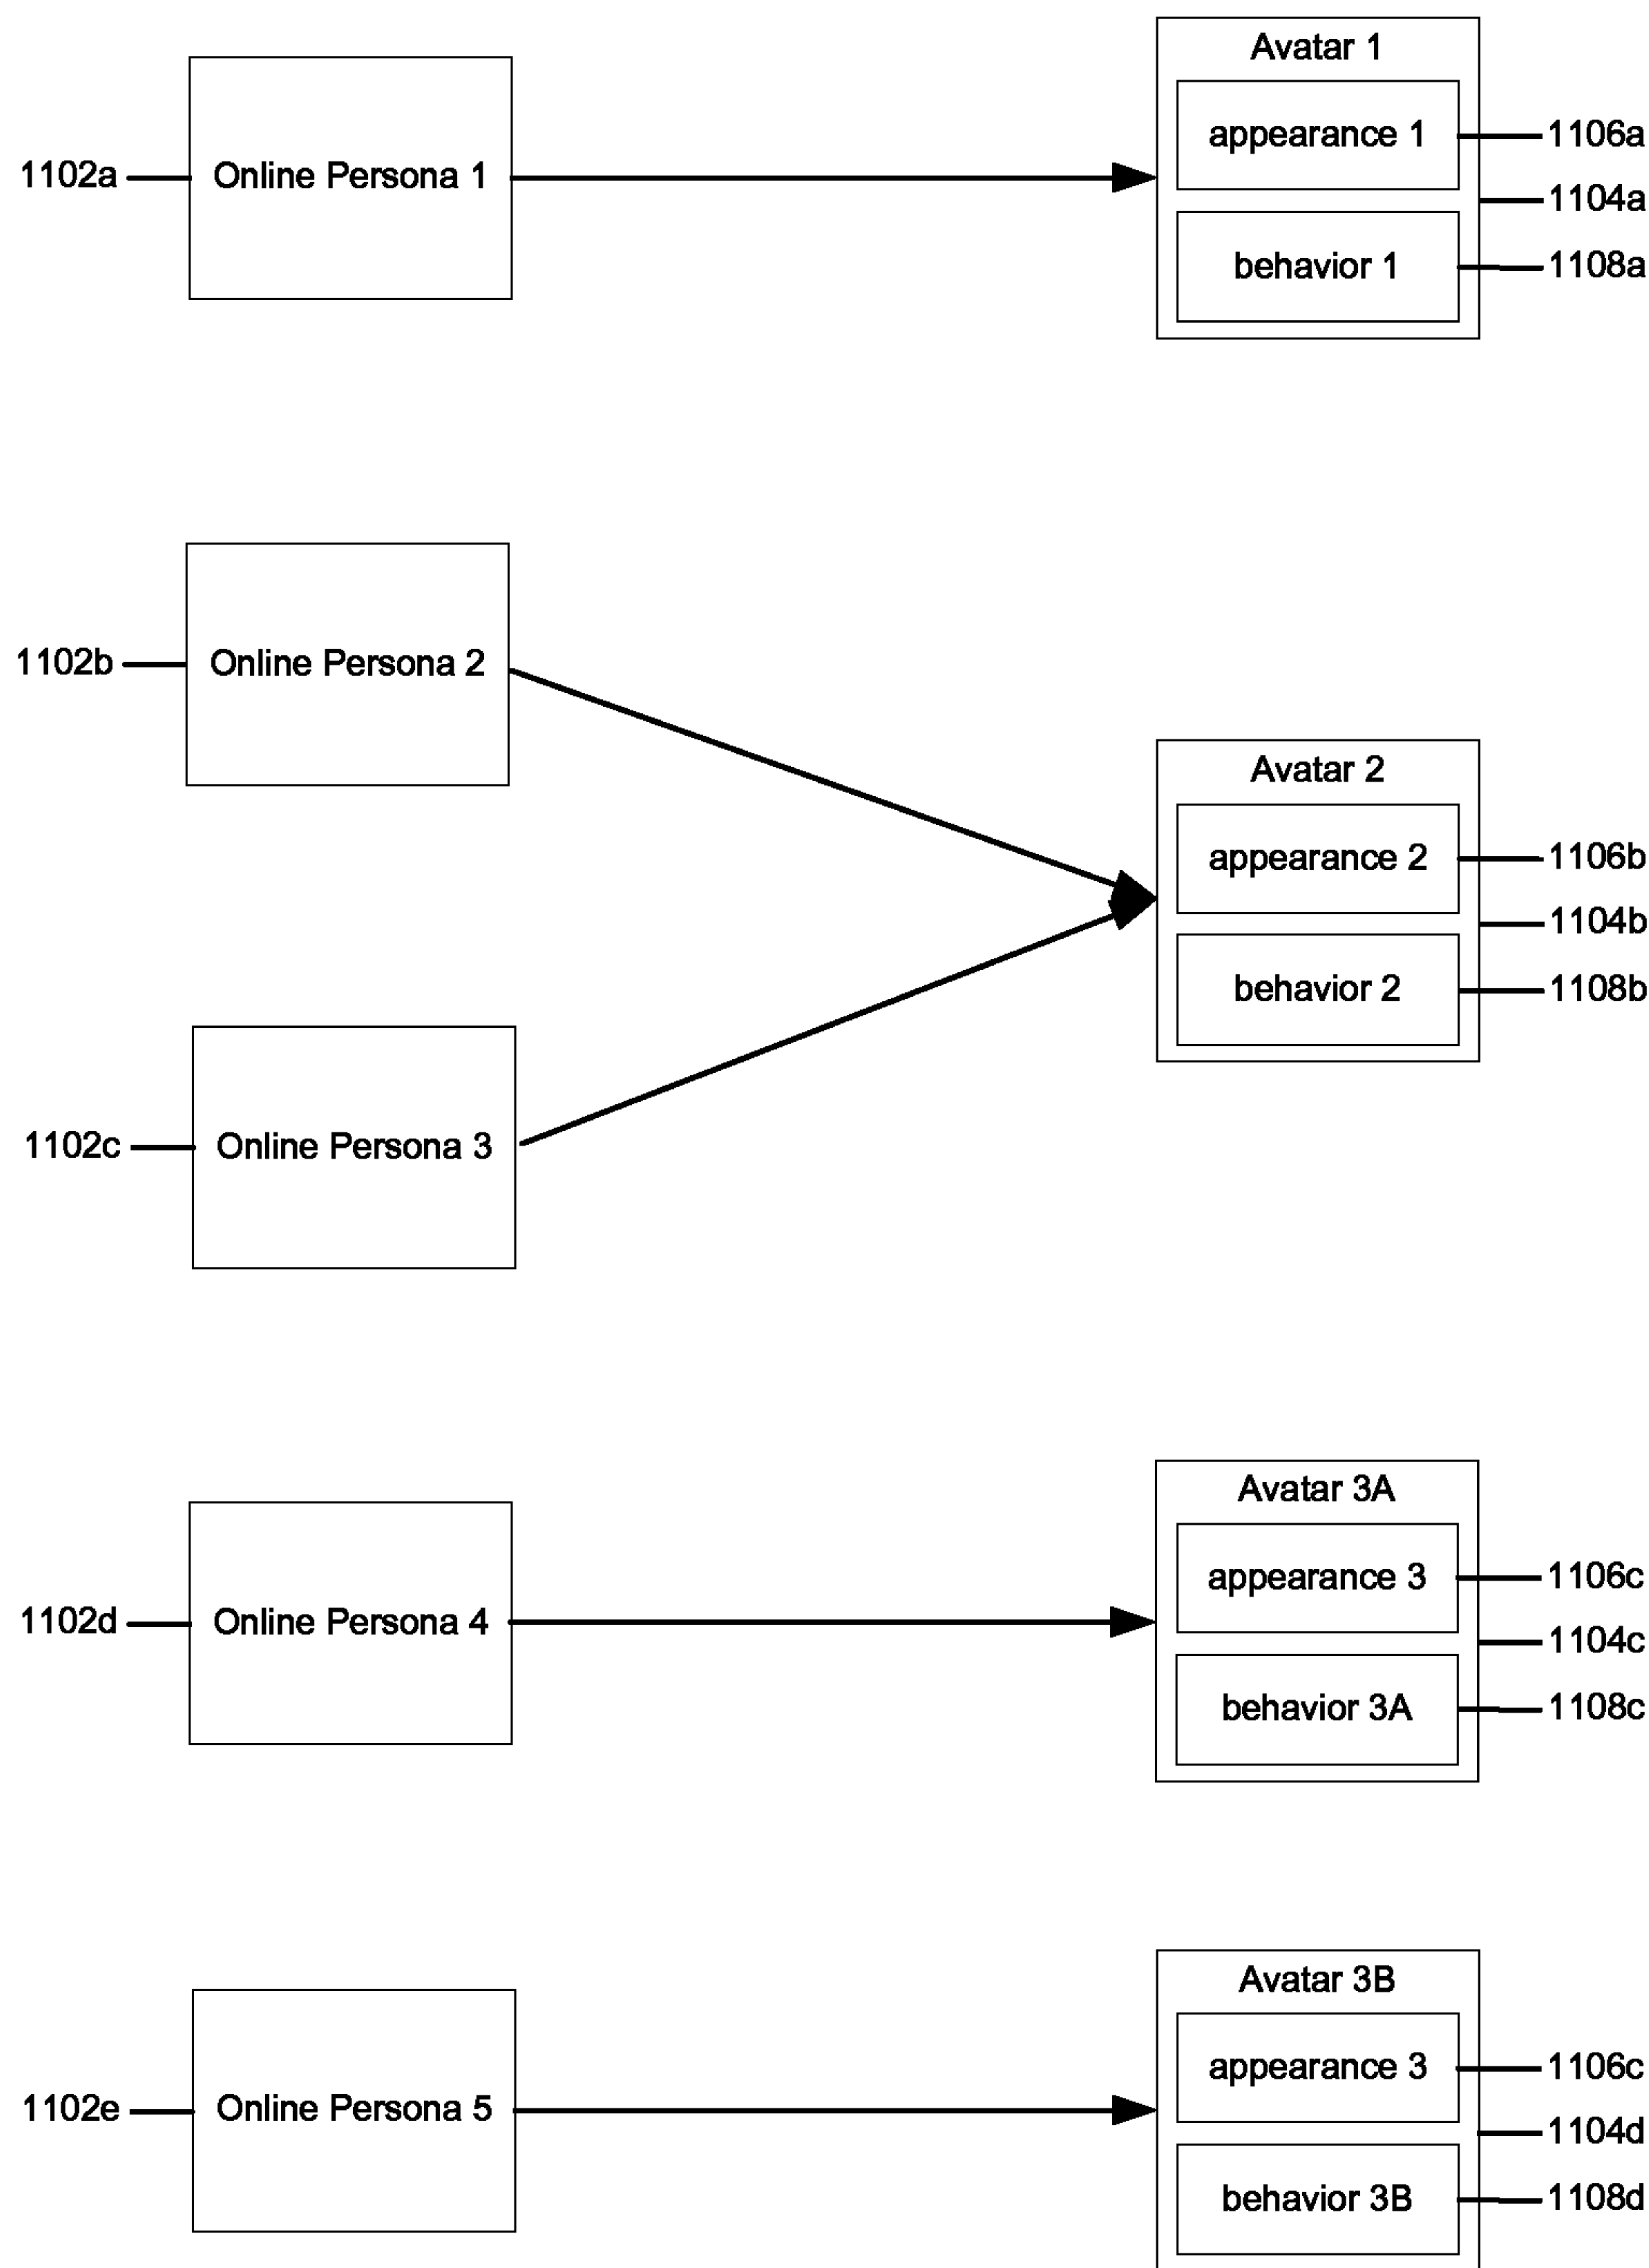 Avatar 1
appearance 1
1106a
1102a
Online Persona 1
1104a
behavior 1
1108a
1102b
Online Persona 2
Avatar 2
appearance 2
1106b
1104b
behavior 2
1108b
1102c
Online Persona 3
Avatar 3A
appearance 3
1106c
1102d
Online Persona 4
1104c
behavior 3A
1108c
Avatar 3B
appearance 3
1106c
1102e
Online Persona 5
1104d
behavior 3B
1108d